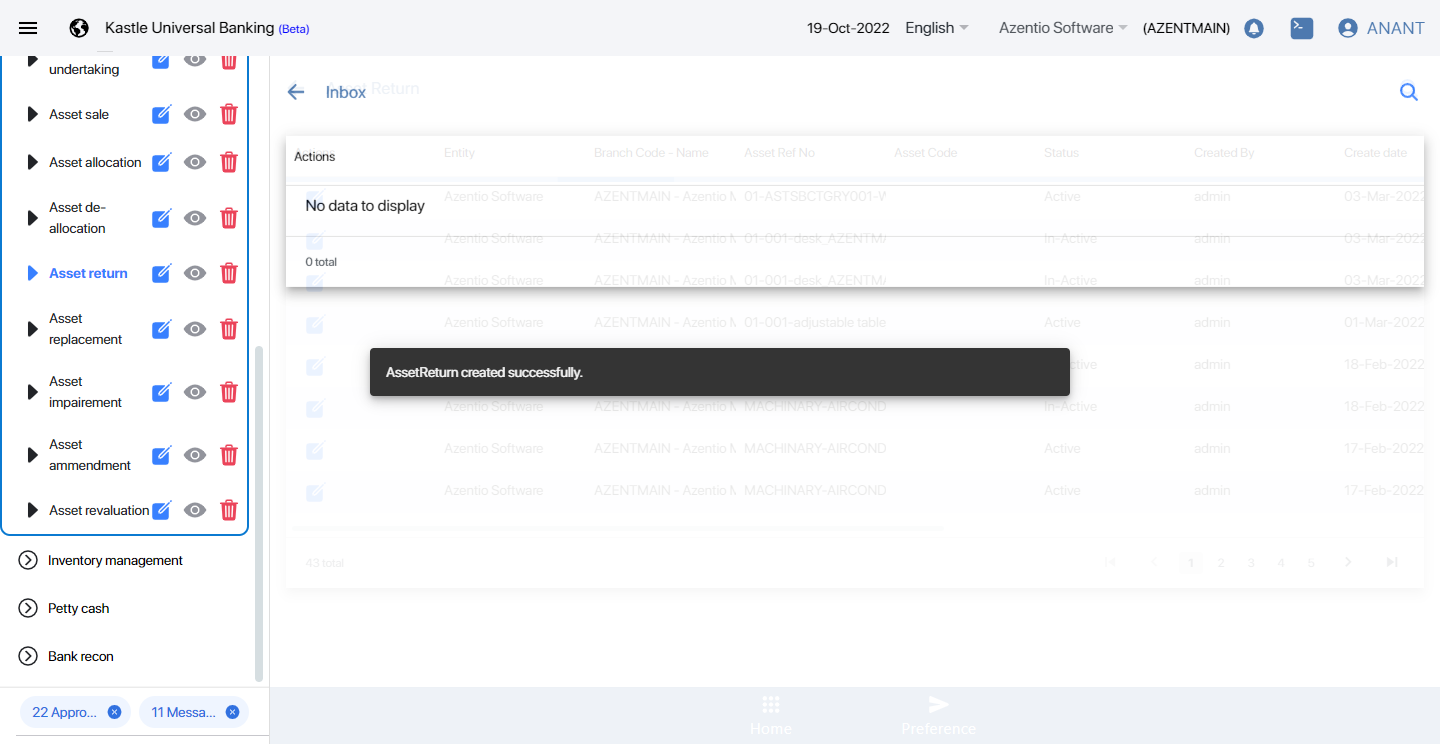 Kastle Universal Banking (Beta)
19-Oct-2022
English
Azentio Software
(AZENTMAIN)
ANANT
undertaking
Asset sale
Asset allocation
Asset de-
allocation
Asset return
Asset
replacement
Asset
impairement
Asset
ammendment
Asset revaluation
Inventory management
Petty cash
Bank recon
22 Appro...
11 Messa...
Inbox
Asset Return
Actions
Entity Branch Code - Name Asset Ref No Asset Code Status Created By Create date
No data to display
0 total
Azentio Software AZENTMAIN - Azentio M 01-ASTSBCTGRY001-V Active admin 03-Mar-2022
Azentio Software AZENTMAIN - Azentio M 01-001-desk_AZENTMA In-Active admin 03-Mar-2022
Azentio Software AZENTMAIN - Azentio M 01-001-desk_AZENTMA In-Active admin 03-Mar-2022
Azentio Software AZENTMAIN - Azentio M 01-001-adjustable table Active admin 01-Mar-2022
AssetReturn created successfully.
ctive admin 18-Feb-2022
Azentio Software AZENTMAIN - Azentio M MACHINARY-AIRCOND In-Active admin 18-Feb-2022
Azentio Software AZENTMAIN - Azentio M MACHINARY-AIRCOND Active admin 17-Feb-2022
Azentio Software AZENTMAIN - Azentio M MACHINARY-AIRCOND Active admin 17-Feb-2022
43 total
1 2 3 4 5
Home
Preference